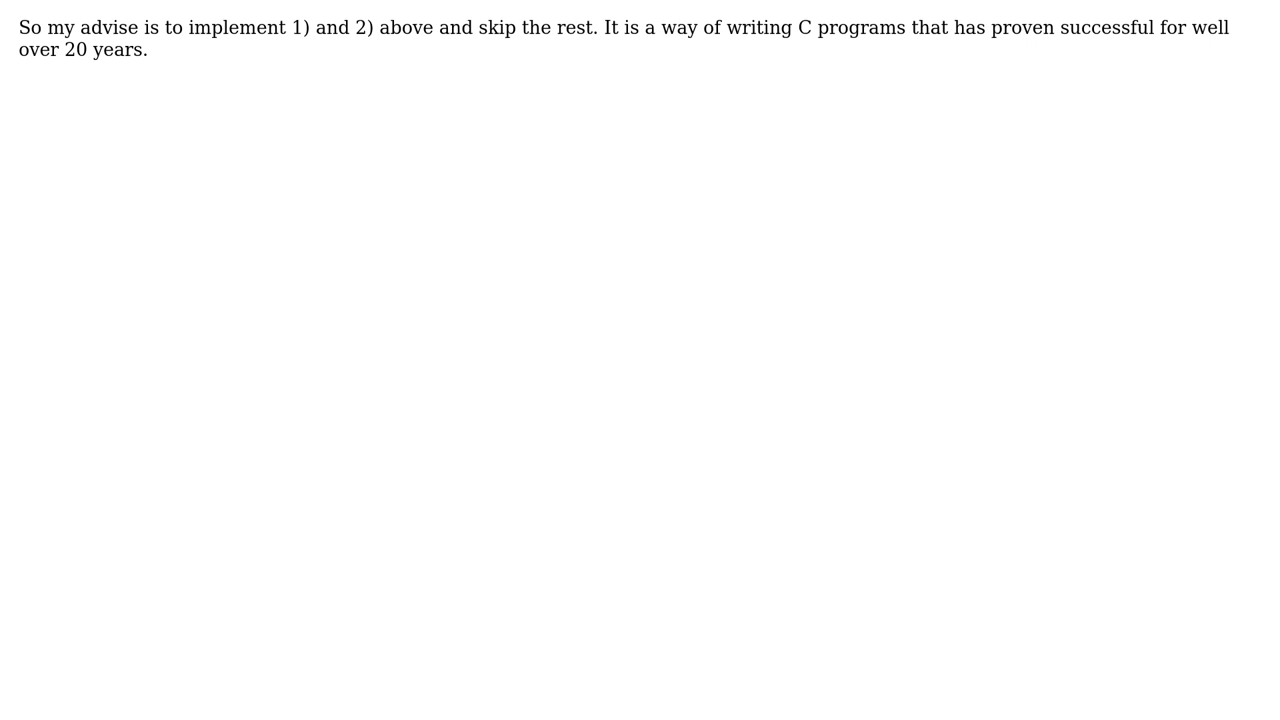 So my advise is to implement 1) and 2) above and skip the rest. It is a way of writing C programs that has proven successful for well
over 20 years.